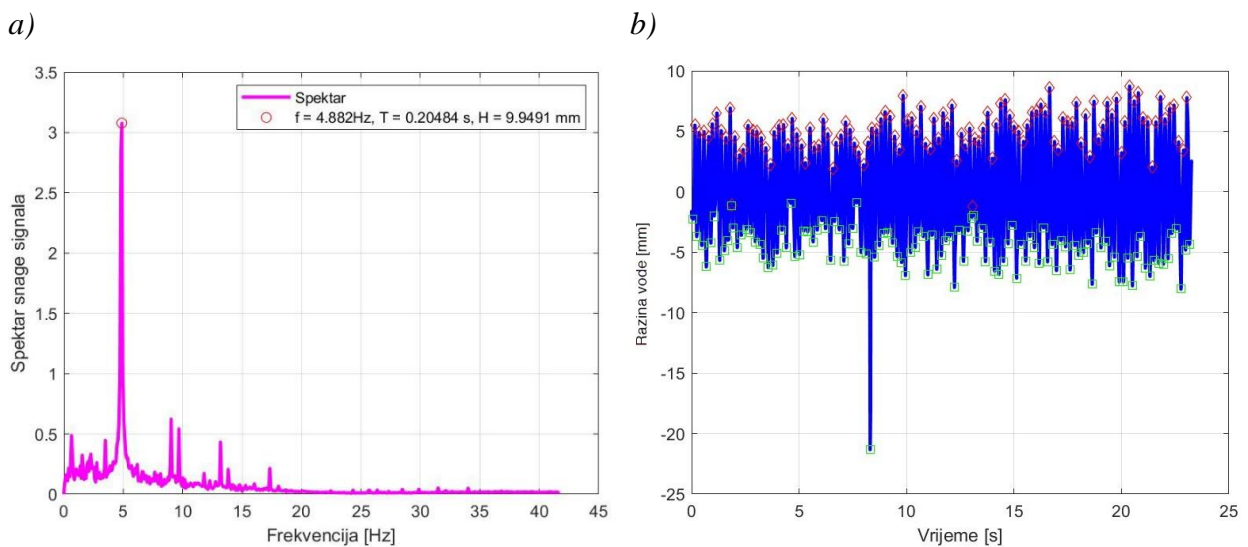 a)
b)
3.5
3
2.5
2
1.5
1
0.5
0
Spektar snage signala
Spektar
f = 4.882Hz, T = 0.20484 s, H = 9.9491 mm
0 5 10 15 20 25 30 35 40 45
Frekvencija [Hz]
10
5
0
-5
-10
-15
-20
-25
Razina vode [mm]
0 5 10 15 20 25
Vrijeme [s]